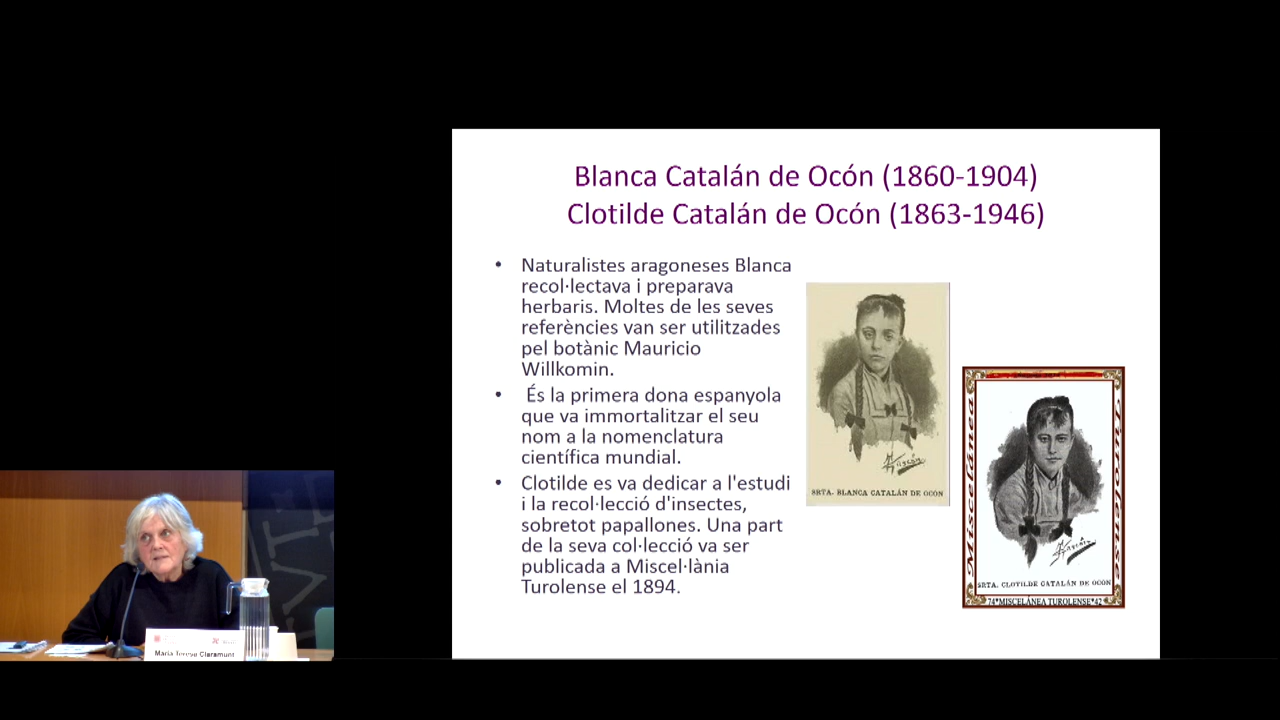 Blanca Catalán de Ocón (1860-1904)
Clotilde Catalán de Ocón (1863-1946)
• Naturalistes aragoneses Blanca
recol·lectava i preparava
herbaris. Moltes de les seves
referències van ser utilitzades
pel botànic Mauricio
Willkomin.
• És la primera dona espanyola
que va immortalitzar el seu
nom a la nomenclatura
científica mundial.
• Clotilde es va dedicar a l'estudi
i la recol·lecció d'insectes,
sobretot papallones. Una part
de la seva col·lecció va ser
publicada a Miscel·lània
Turolense el 1894.
SRTA. BLANCA CATALÁN DE OCÓN
Miscelánea
Turolense
SRTA. CLOTILDE CATALÁN DE OCÓN
74*MISCELÁNEA TUROLENSE*42
Maria Claramunt